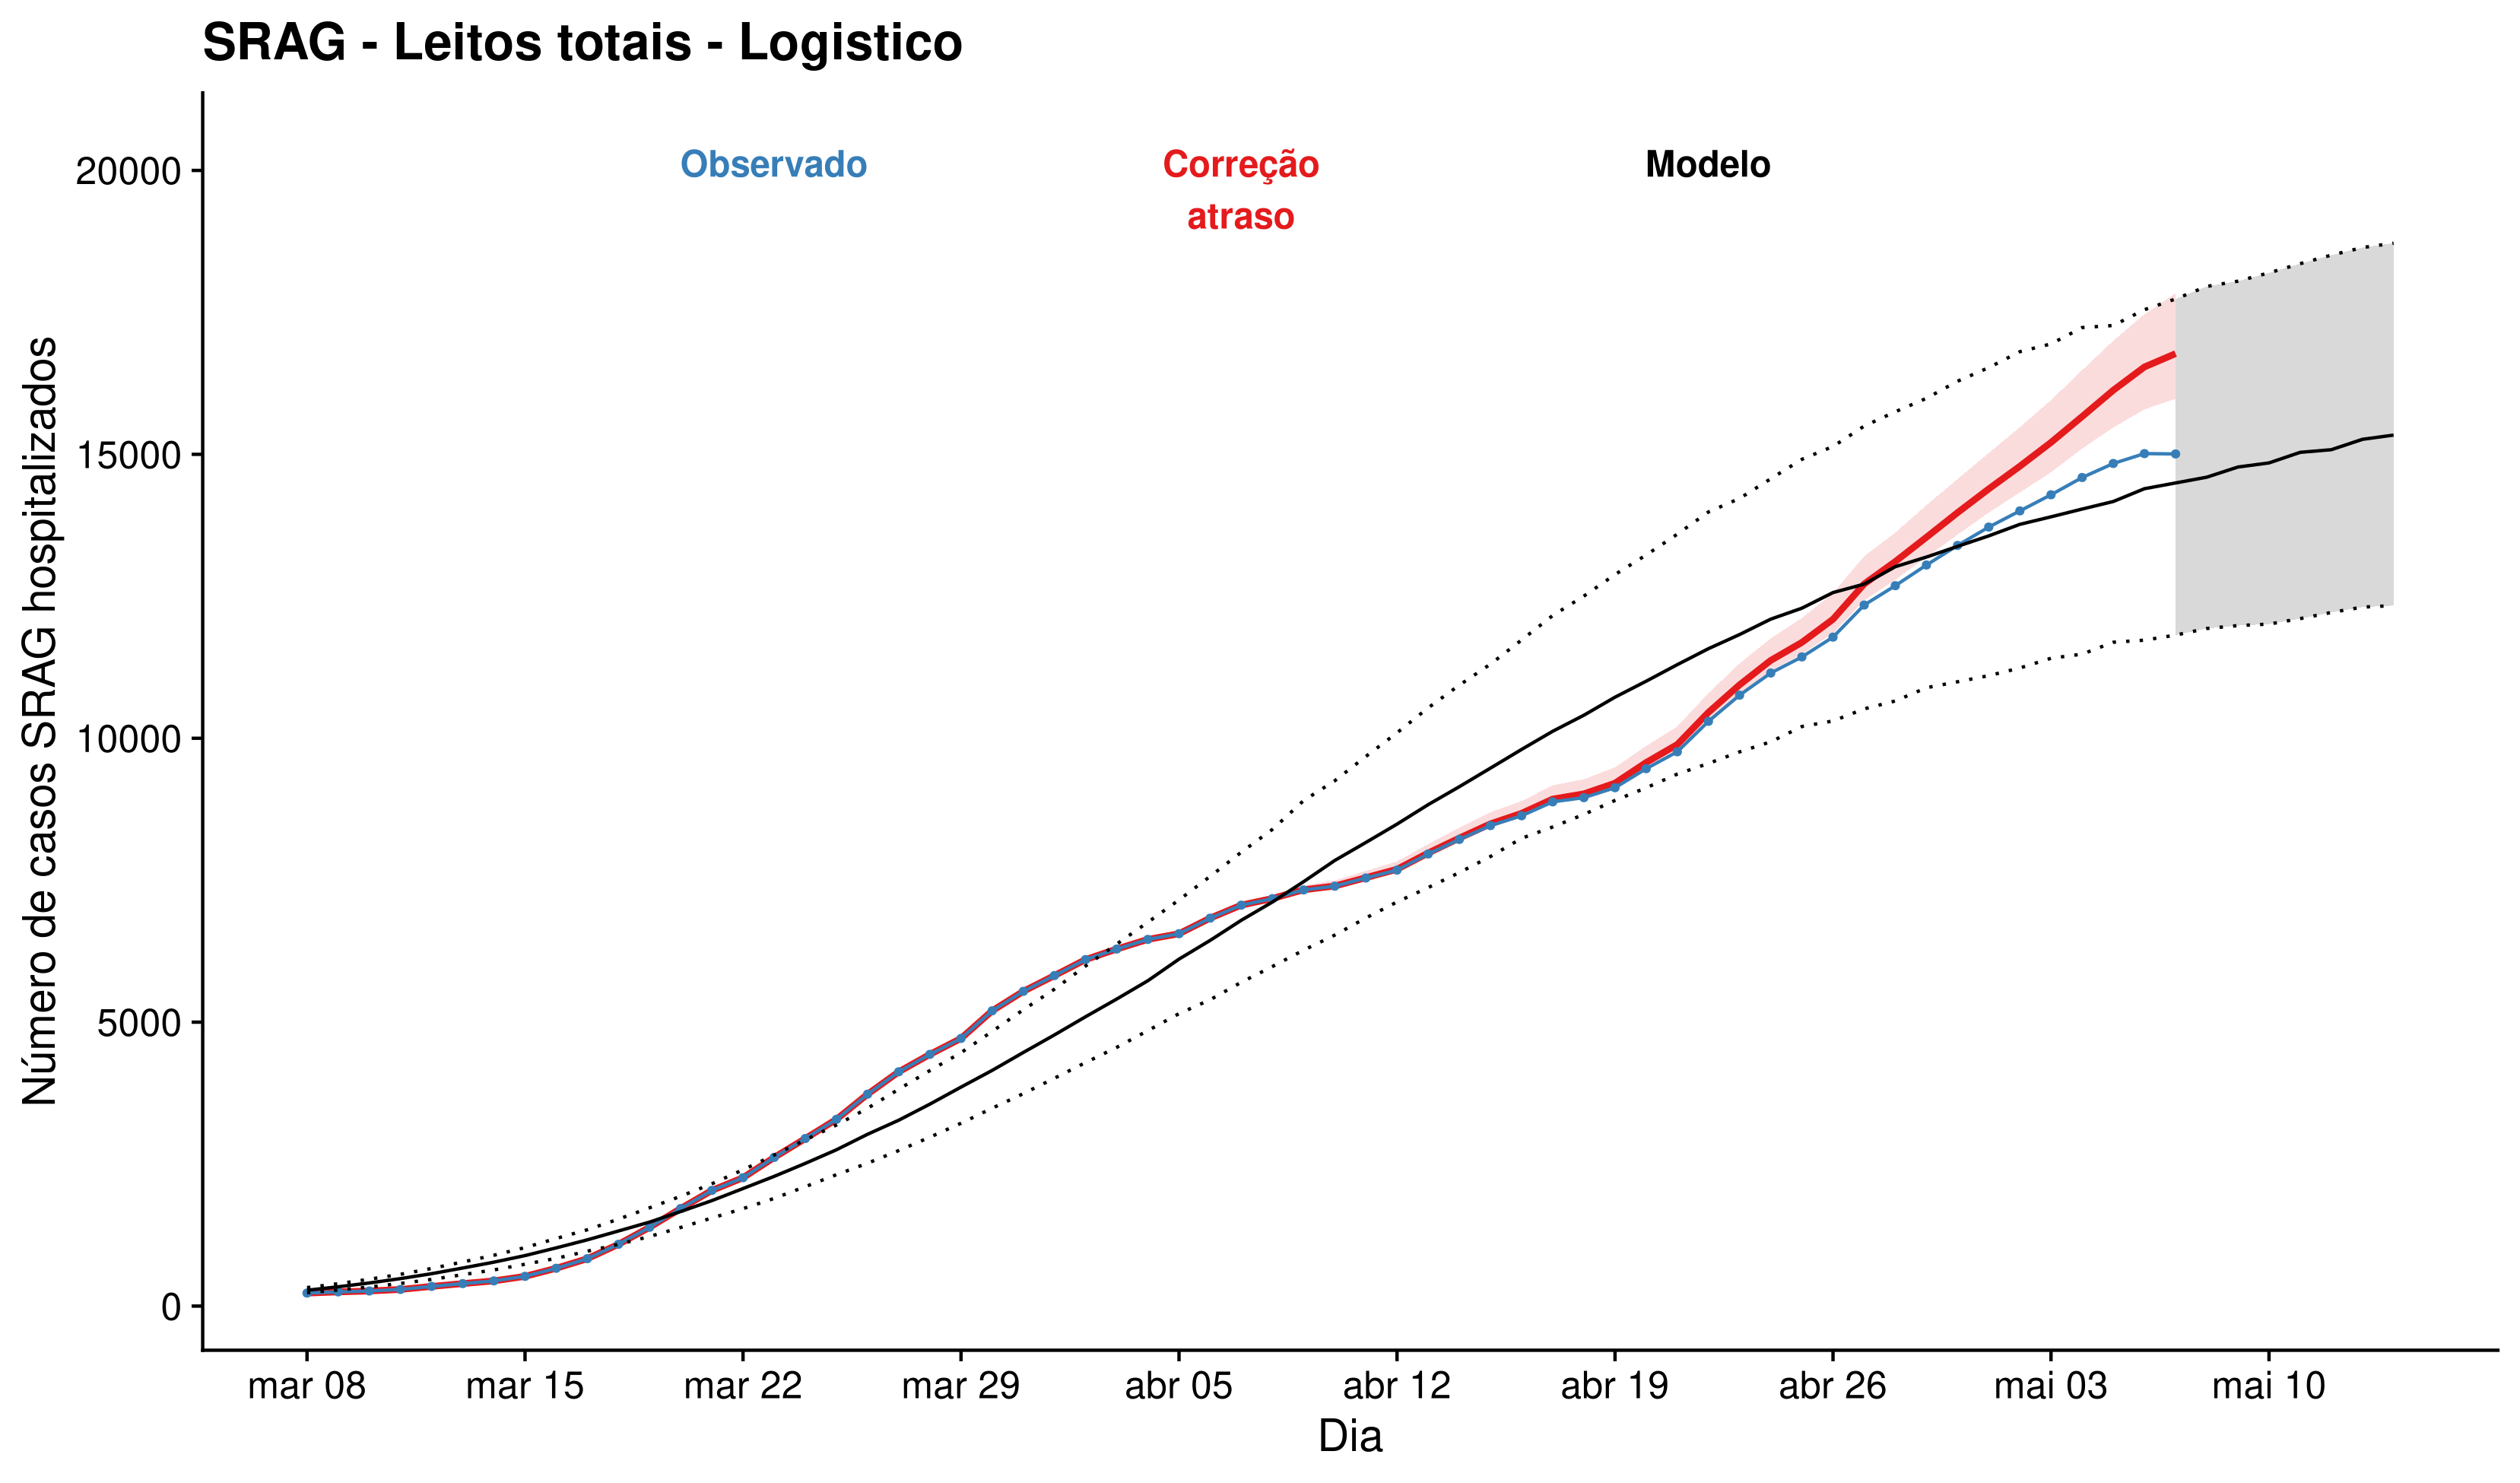 SRAG - Leitos totais - Logistico
Observado
Correção
atraso
Modelo
Número de casos SRAG hospitalizados
20000
15000
10000
5000
0
mar 08
mar 15
mar 22
mar 29
abr 05
abr 12
abr 19
abr 26
mai 03
mai 10
Dia